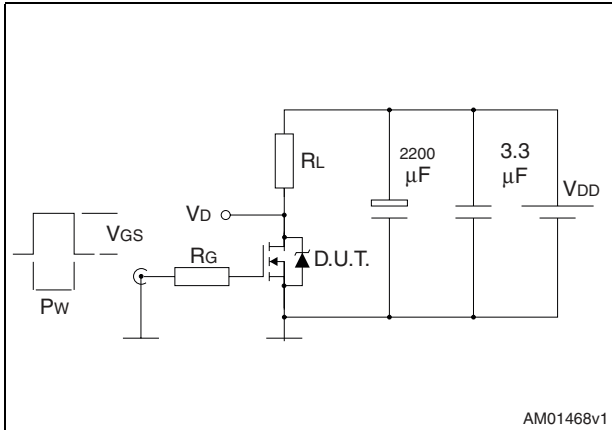 RL
2200
μF
3.3
μF
VDD
VD
VGS
RG
D.U.T.
PW
AM01468v1